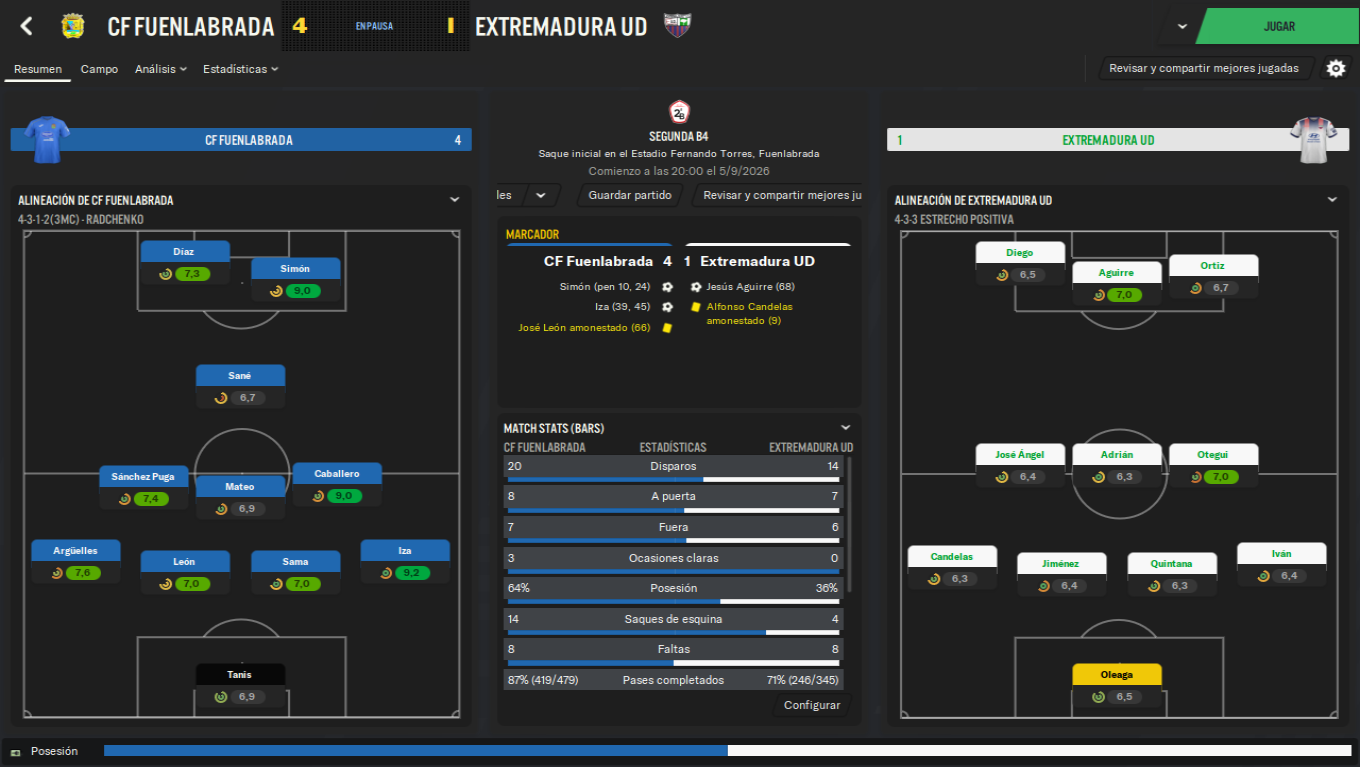 CF FUENLABRADA 4 EN PAUSA 1 EXTREMADURA UD
JUGAR
Resumen Campo Análisis Estadísticas
Revisar y compartir mejores jugadas
CF FUENLABRADA 4
ALINEACIÓN DE CF FUENLABRADA
4-3-1-2(3MC) - RADCHENKO
Díaz
7,3
Simón
9,0
Sané
6,7
Sánchez Puga
7,4
Mateo
6,9
Caballero
9,0
Argüelles
7,6
León
7,0
Sama
7,0
Iza
9,2
Tanis
6,9
2B
SEGUNDA B4
Saque inicial en el Estadio Fernando Torres, Fuenlabrada
Comienzo a las 20:00 el 5/9/2026
les Guardar partido Revisar y compartir mejores ju
MARCADOR
CF Fuenlabrada 4 1 Extremadura UD
Simón (pen 10, 24) Jesús Aguirre (68)
Iza (39, 45) Alfonso Candelas
amonestado (9)
José León amonestado (66)
MATCH STATS (BARS)
CF FUENLABRADA ESTADÍSTICAS EXTREMADURA UD
20 Disparos 14
8 A puerta 7
7 Fuera 6
3 Ocasiones claras 0
64% Posesión 36%
14 Saques de esquina 4
8 Faltas 8
87% (419/479) Pases completados 71% (246/345)
Configurar
1 EXTREMADURA UD
ALINEACIÓN DE EXTREMADURA UD
4-3-3 ESTRECHO POSITIVA
Diego
6,5
Aguirre
7,0
Ortiz
6,7
José Ángel
6,4
Adrián
6,3
Otegui
7,0
Candelas
6,3
Jiménez
6,4
Quintana
6,3
Iván
6,4
Oleaga
6,5
Posesión